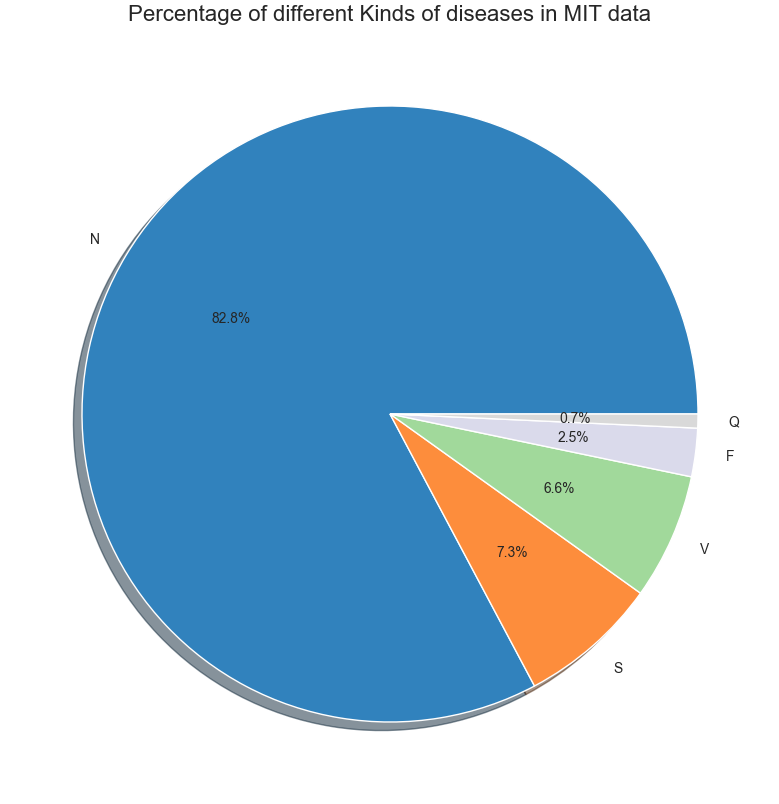 Percentage of different Kinds of diseases in MIT data
N
82.8%
0.7%
Q
2.5%
F
6.6%
V
7.3%
S